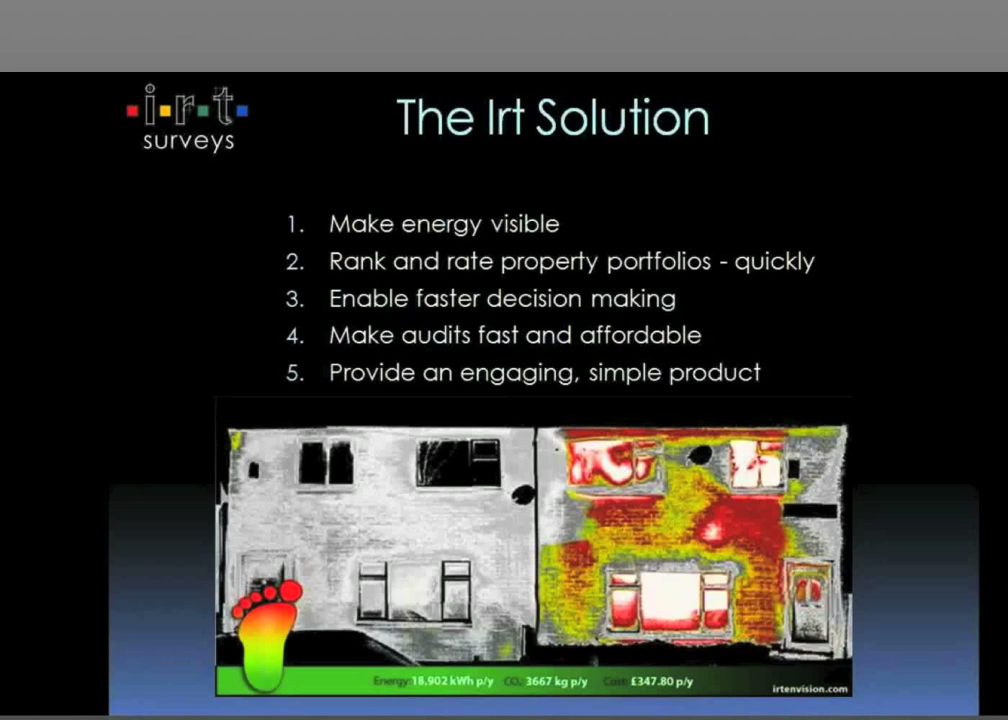 i.r.t
surveys
The Irt Solution
1. Make energy visible
2. Rank and rate property portfolios - quickly
3. Enable faster decision making
4. Make audits fast and affordable
5. Provide an engaging, simple product
Energy: 18,902 kWh p/y CO₂ 3667 kg p/y Cost: £347.80 p/y
irtenvision.com